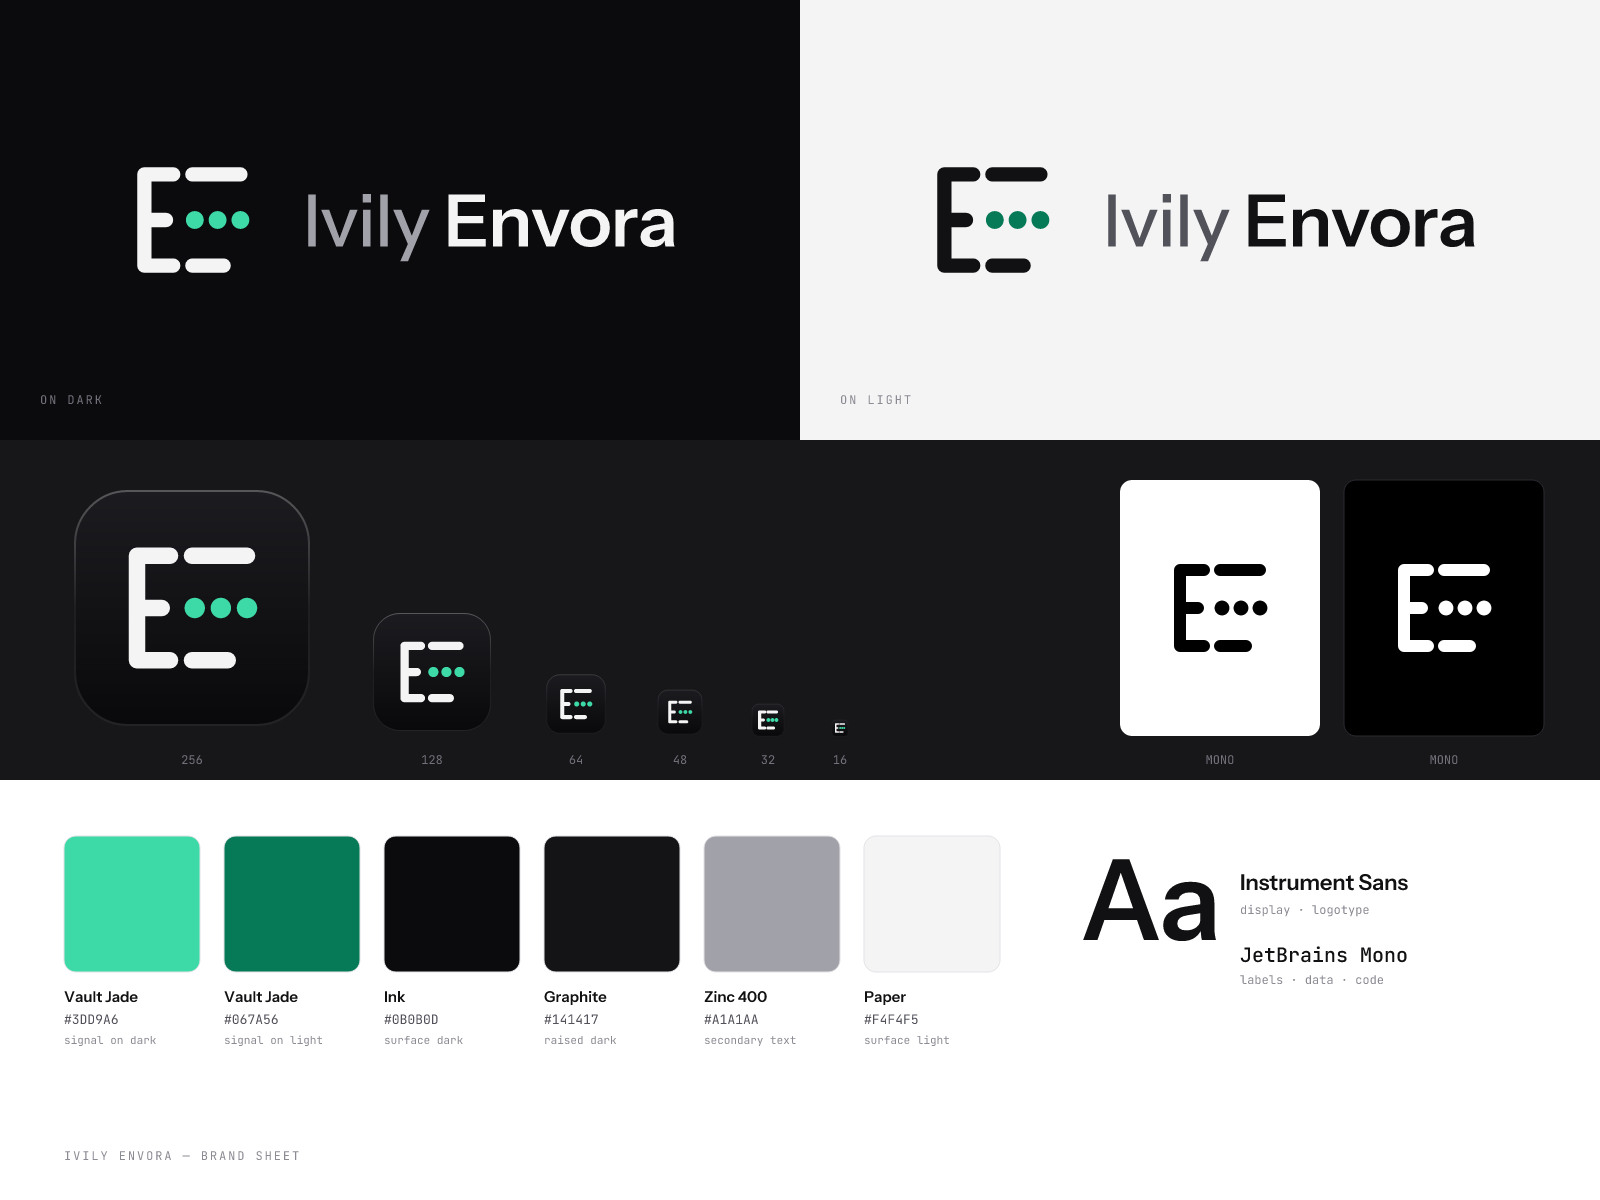 Ivily Envora
ON DARK
Ivily Envora
ON LIGHT
256
128
64
48
32
16
MONO
MONO
Vault Jade
#3DD9A6
signal on dark
Vault Jade
#067A56
signal on light
Ink
#0B0B0D
surface dark
Graphite
#141417
raised dark
Zinc 400
#A1A1AA
secondary text
Paper
#F4F4F5
surface light
Aa
Instrument Sans
display · logotype
JetBrains Mono
labels · data · code
IVILY ENVORA — BRAND SHEET